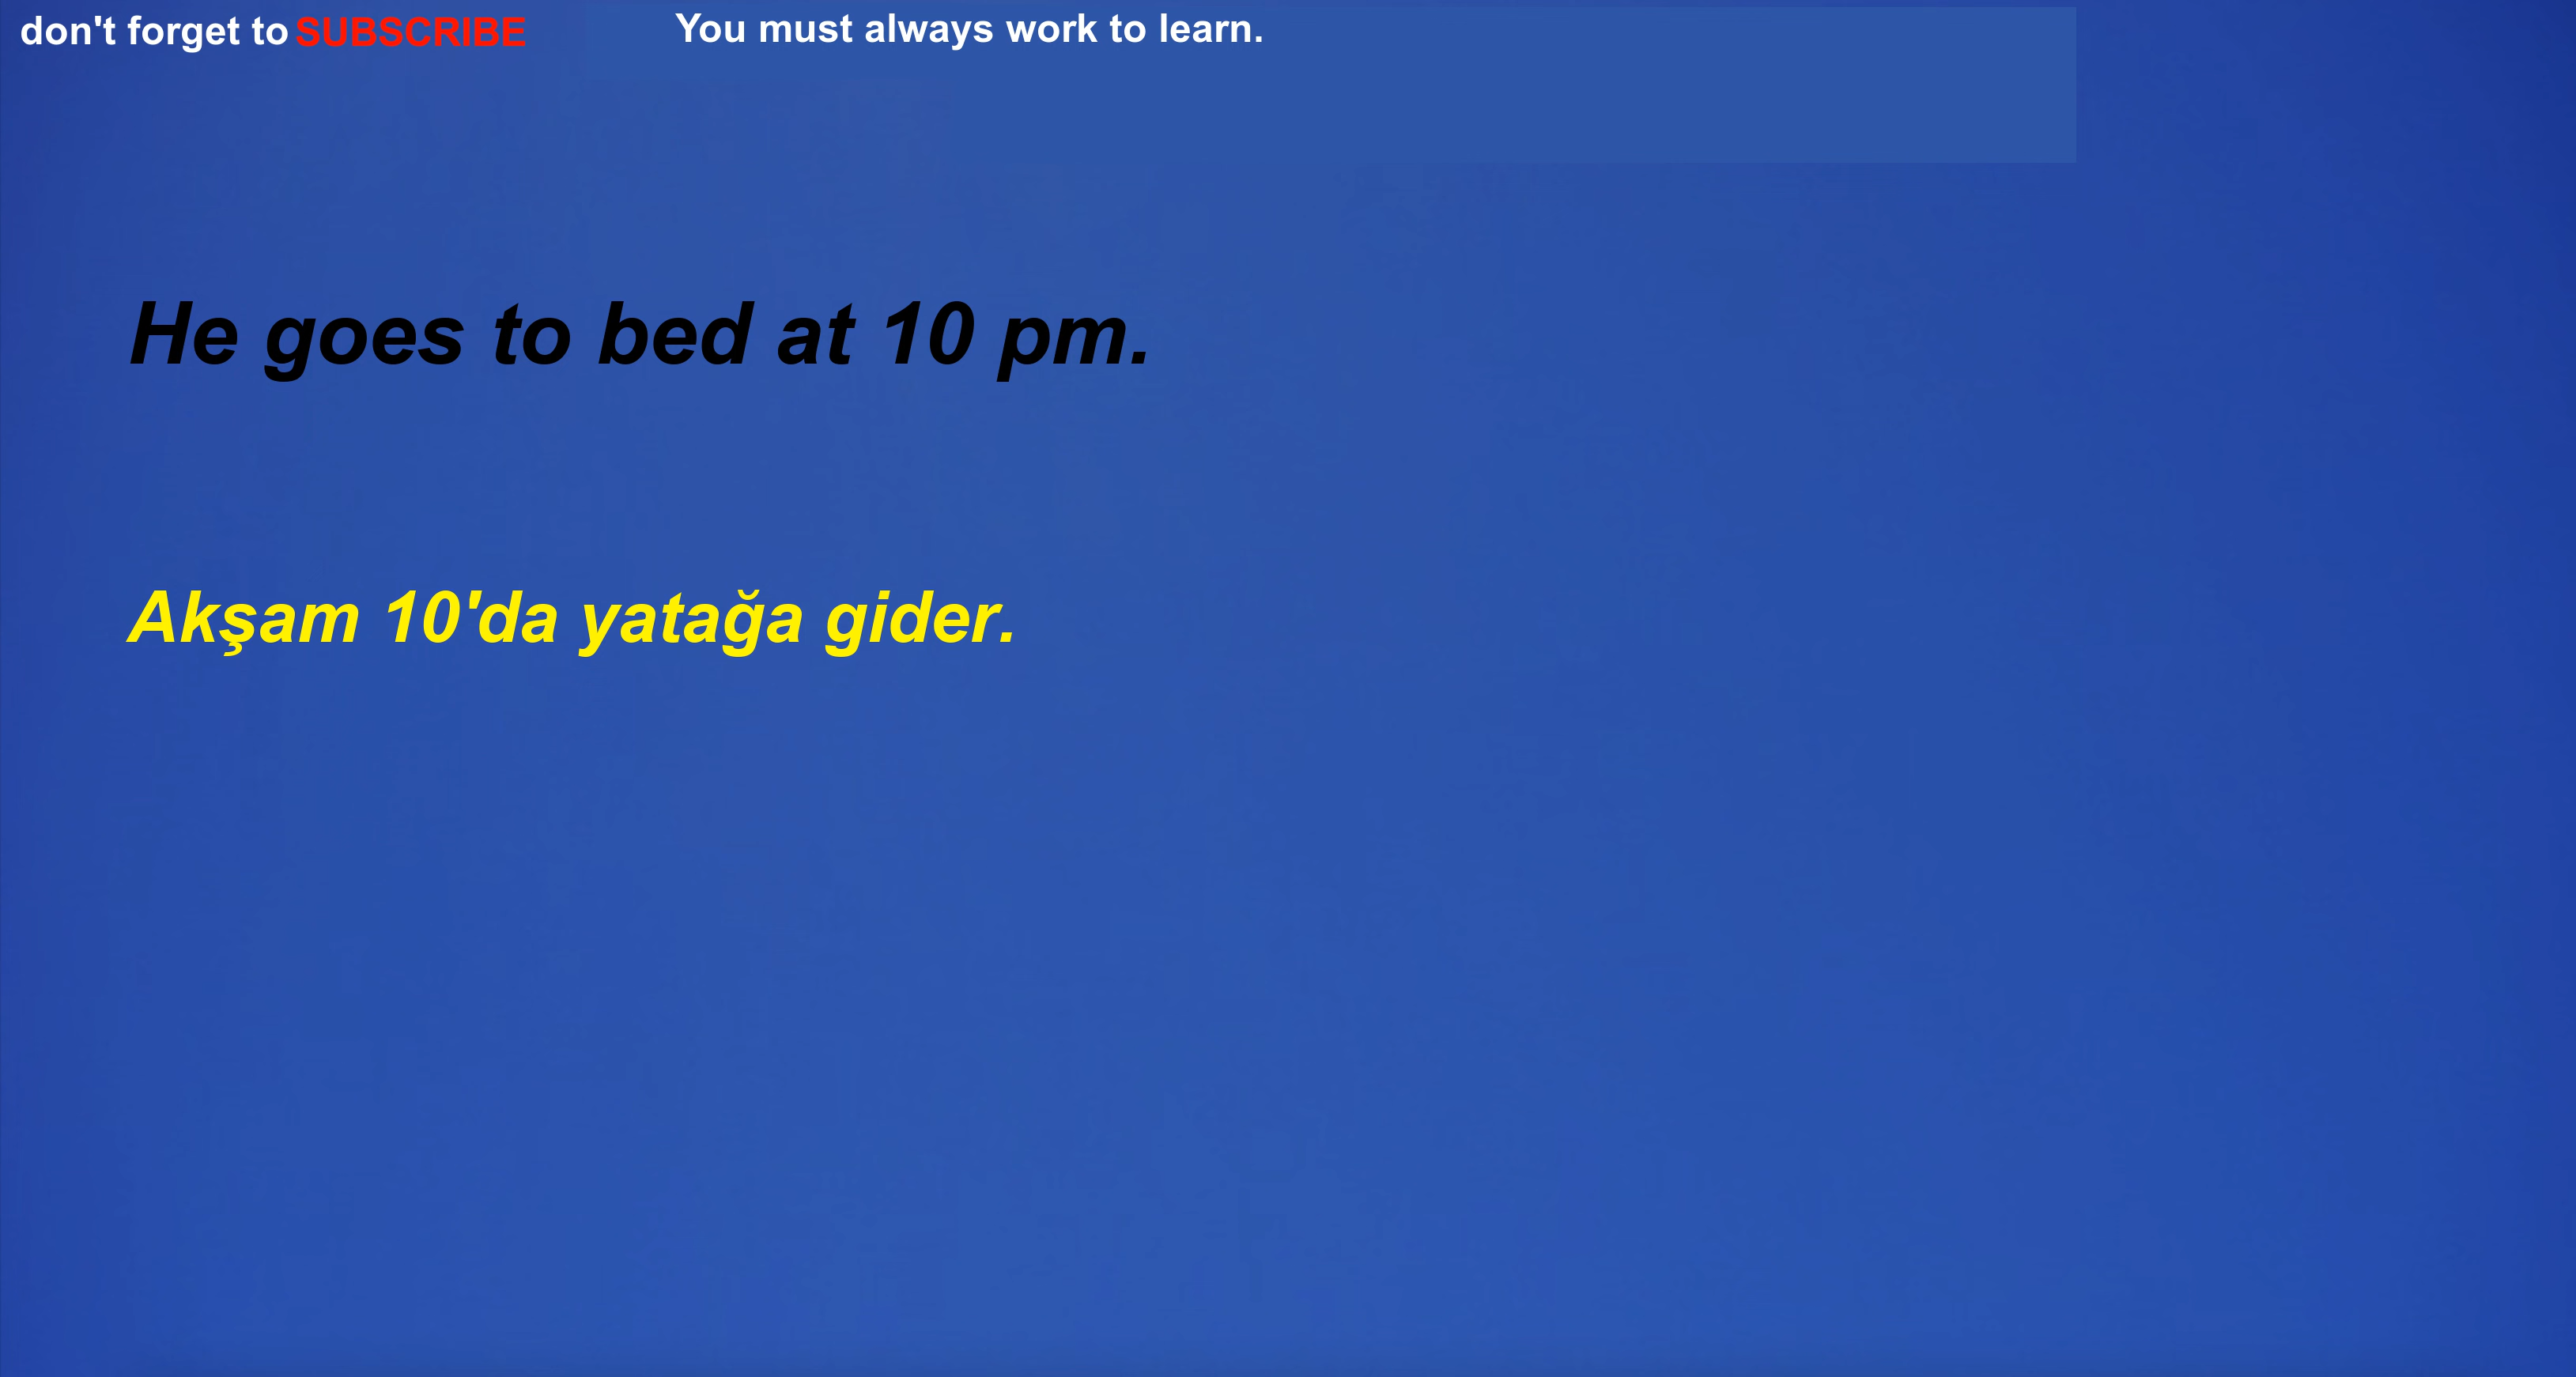 don't forget to SUBSCRIBE
You must always work to learn.
He goes to bed at 10 pm.
Akşam 10'da yatağa gider.